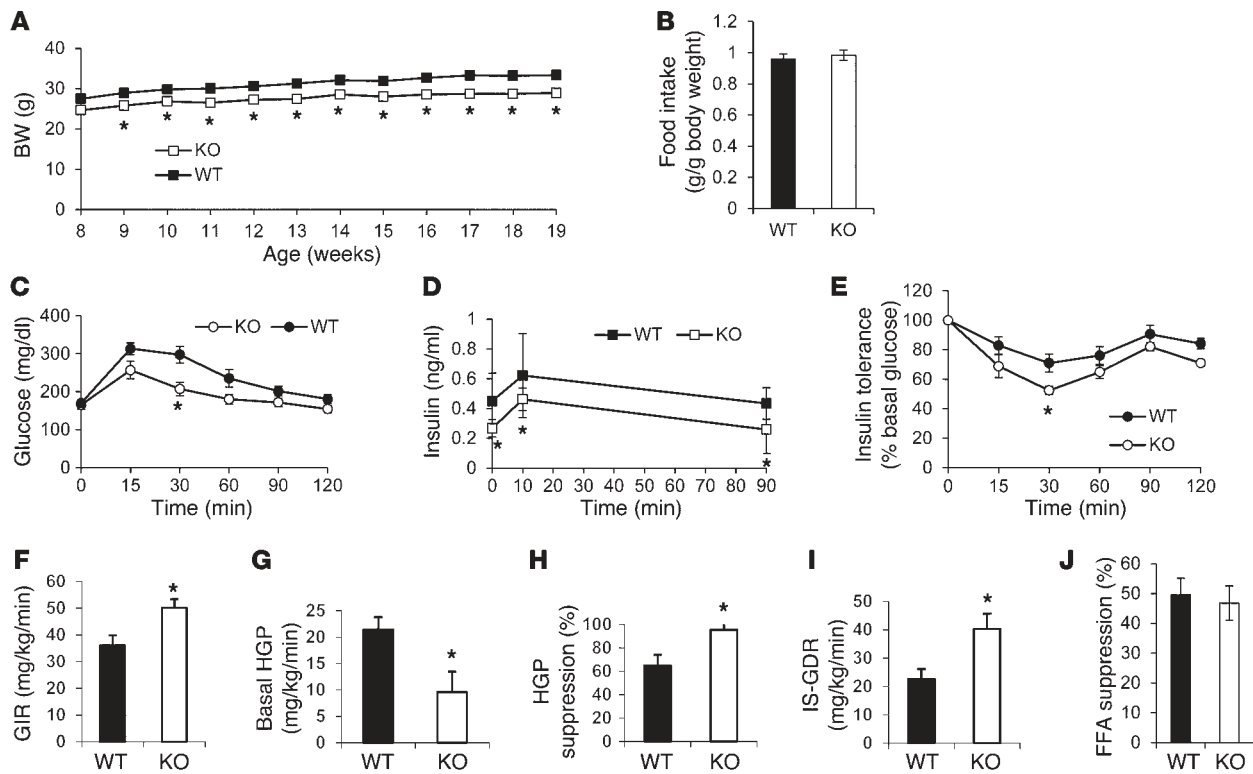 A
40
30
20
10
0
BW (g)
* * * * * * * * * * *
KO
WT
8 9 10 11 12 13 14 15 16 17 18 19
Age (weeks)
B
1.2
1
0.8
0.6
0.4
0.2
0
Food intake
(g/g body weight)
WT KO
C
400
300
200
100
0
Glucose (mg/dl)
KO WT
*
0 15 30 60 90 120
Time (min)
D
1
0.8
0.6
0.4
0.2
0
Insulin (ng/ml)
WT KO
* * *
0 10 20 30 40 50 60 70 80 90
Time (min)
E
120
100
80
60
40
20
0
Insulin tolerance
(% basal glucose)
*
WT
KO
0 15 30 60 90 120
Time (min)
F
60
50
40
30
20
10
0
GIR (mg/kg/min)
*
WT KO
G
25
20
15
10
5
0
Basal HGP
(mg/kg/min)
*
WT KO
H
100
80
60
40
20
0
HGP
suppression (%)
*
WT KO
I
50
40
30
20
10
0
IS-GDR
(mg/kg/min)
*
WT KO
J
60
50
40
30
20
10
0
FFA suppression (%)
WT KO